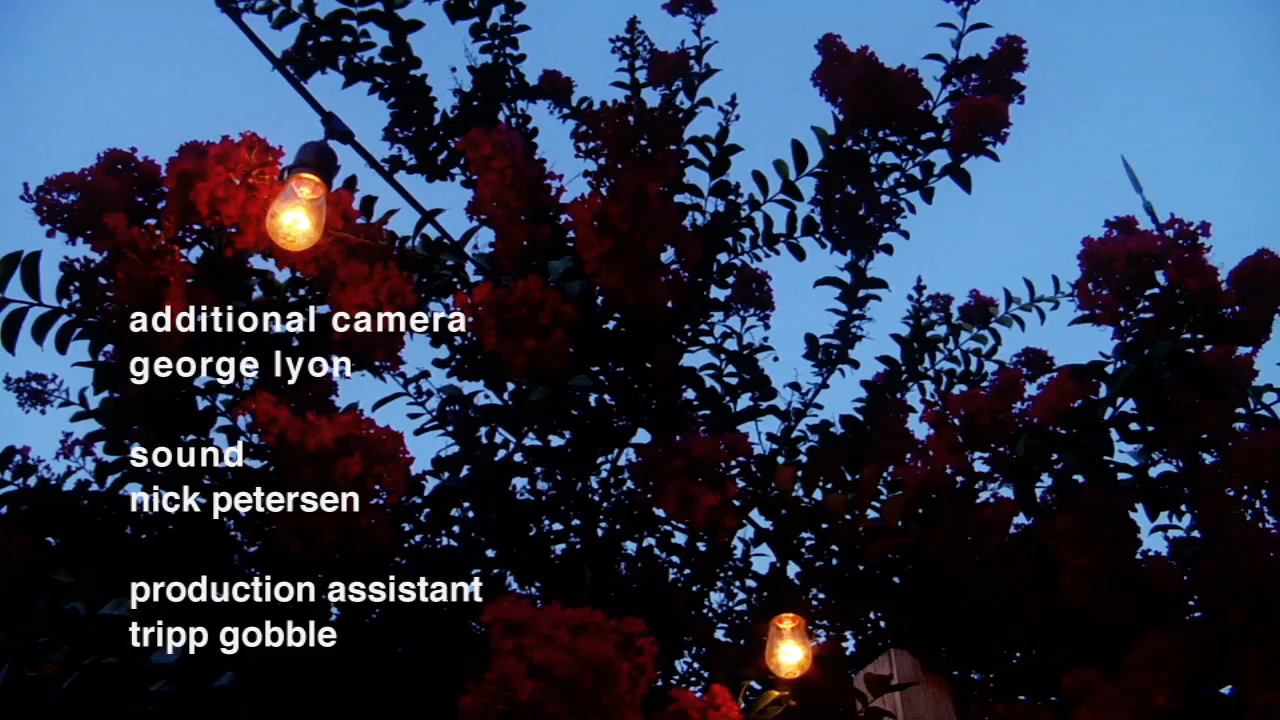 additional camera
george lyon
sound
nick petersen
production assistant
tripp gobble